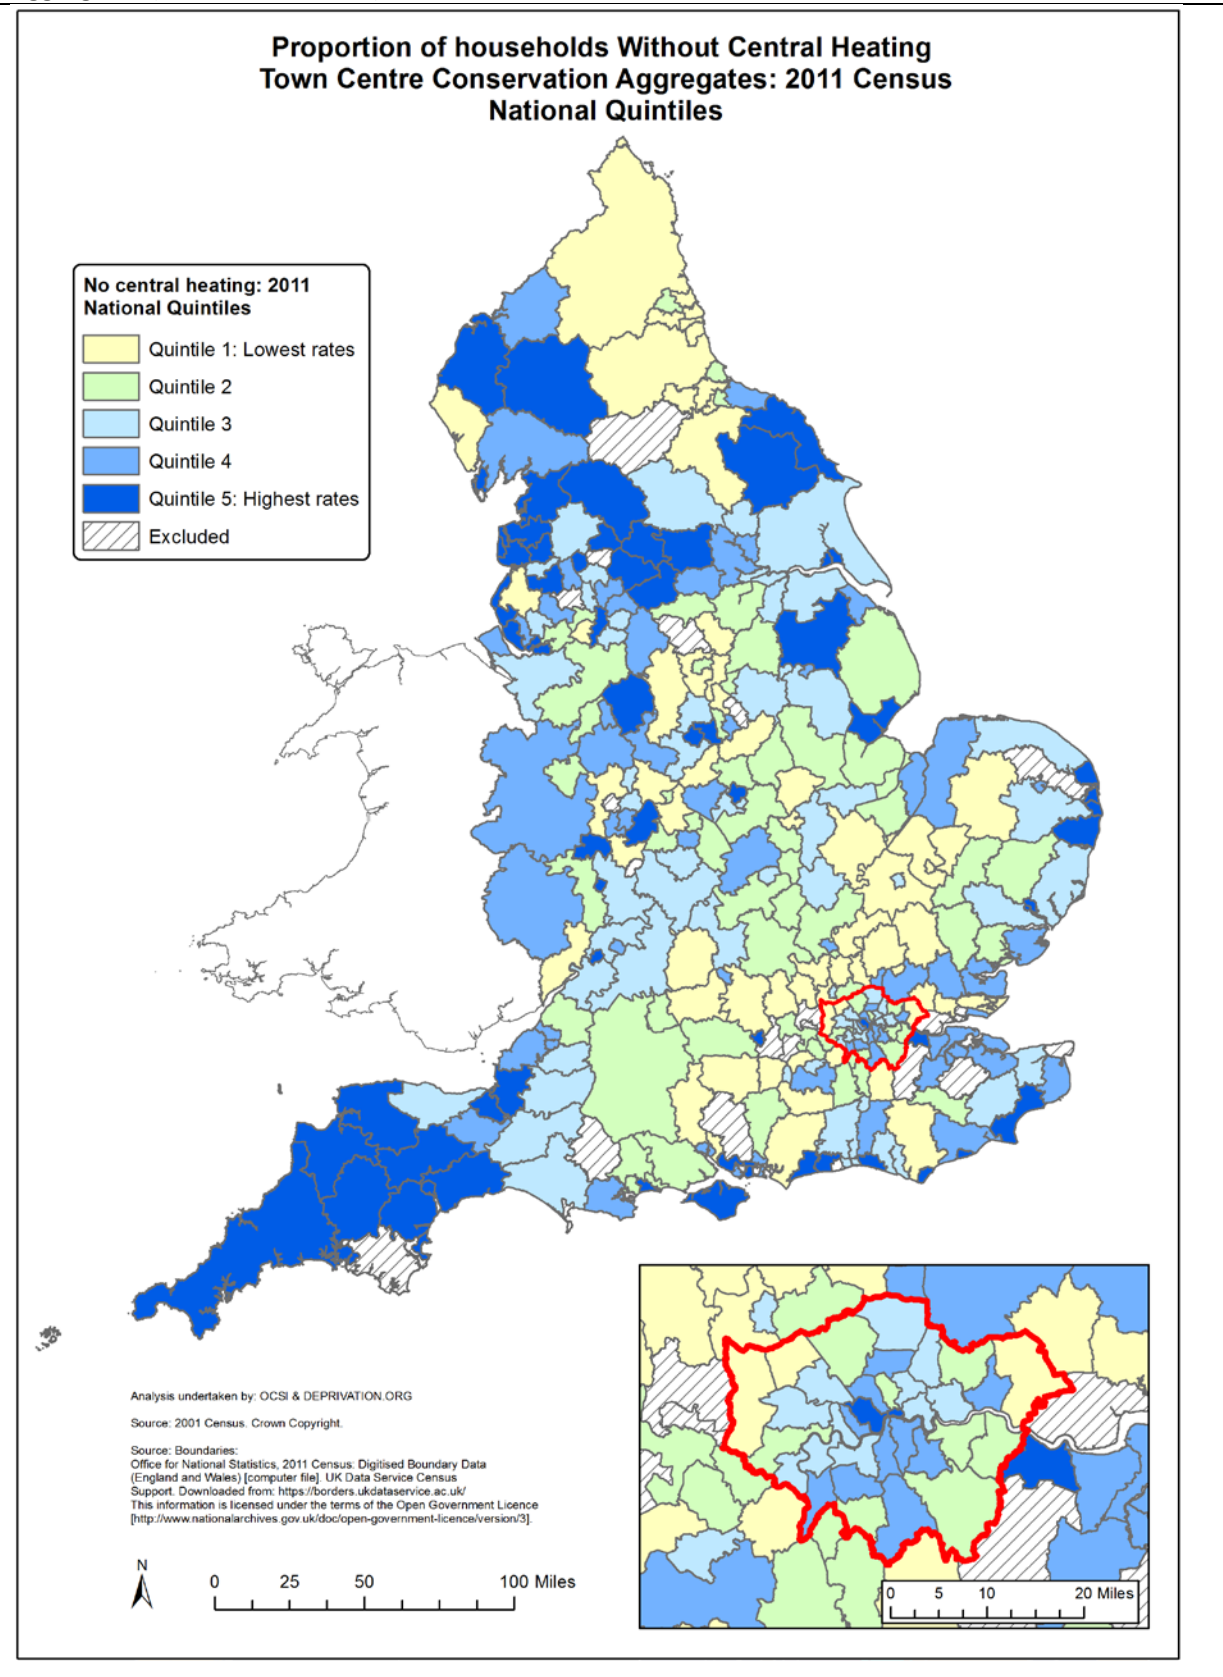 Proportion of households Without Central Heating
Town Centre Conservation Aggregates: 2011 Census
National Quintiles
No central heating: 2011
National Quintiles
Quintile 1: Lowest rates
Quintile 2
Quintile 3
Quintile 4
Quintile 5: Highest rates
Excluded
Analysis undertaken by: OCSI & DEPRIVATION.ORG
Source: 2001 Census. Crown Copyright.
Source: Boundaries:
Office for National Statistics, 2011 Census: Digitised Boundary Data
(England and Wales) [computer file]. UK Data Service Census
Support. Downloaded from: https://borders.ukdataservice.ac.uk/
This information is licensed under the terms of the Open Government Licence
[http://www.nationalarchives.gov.uk/doc/open-government-licence/version/3].
N
0 25 50 100 Miles
0 5 10 20 Miles